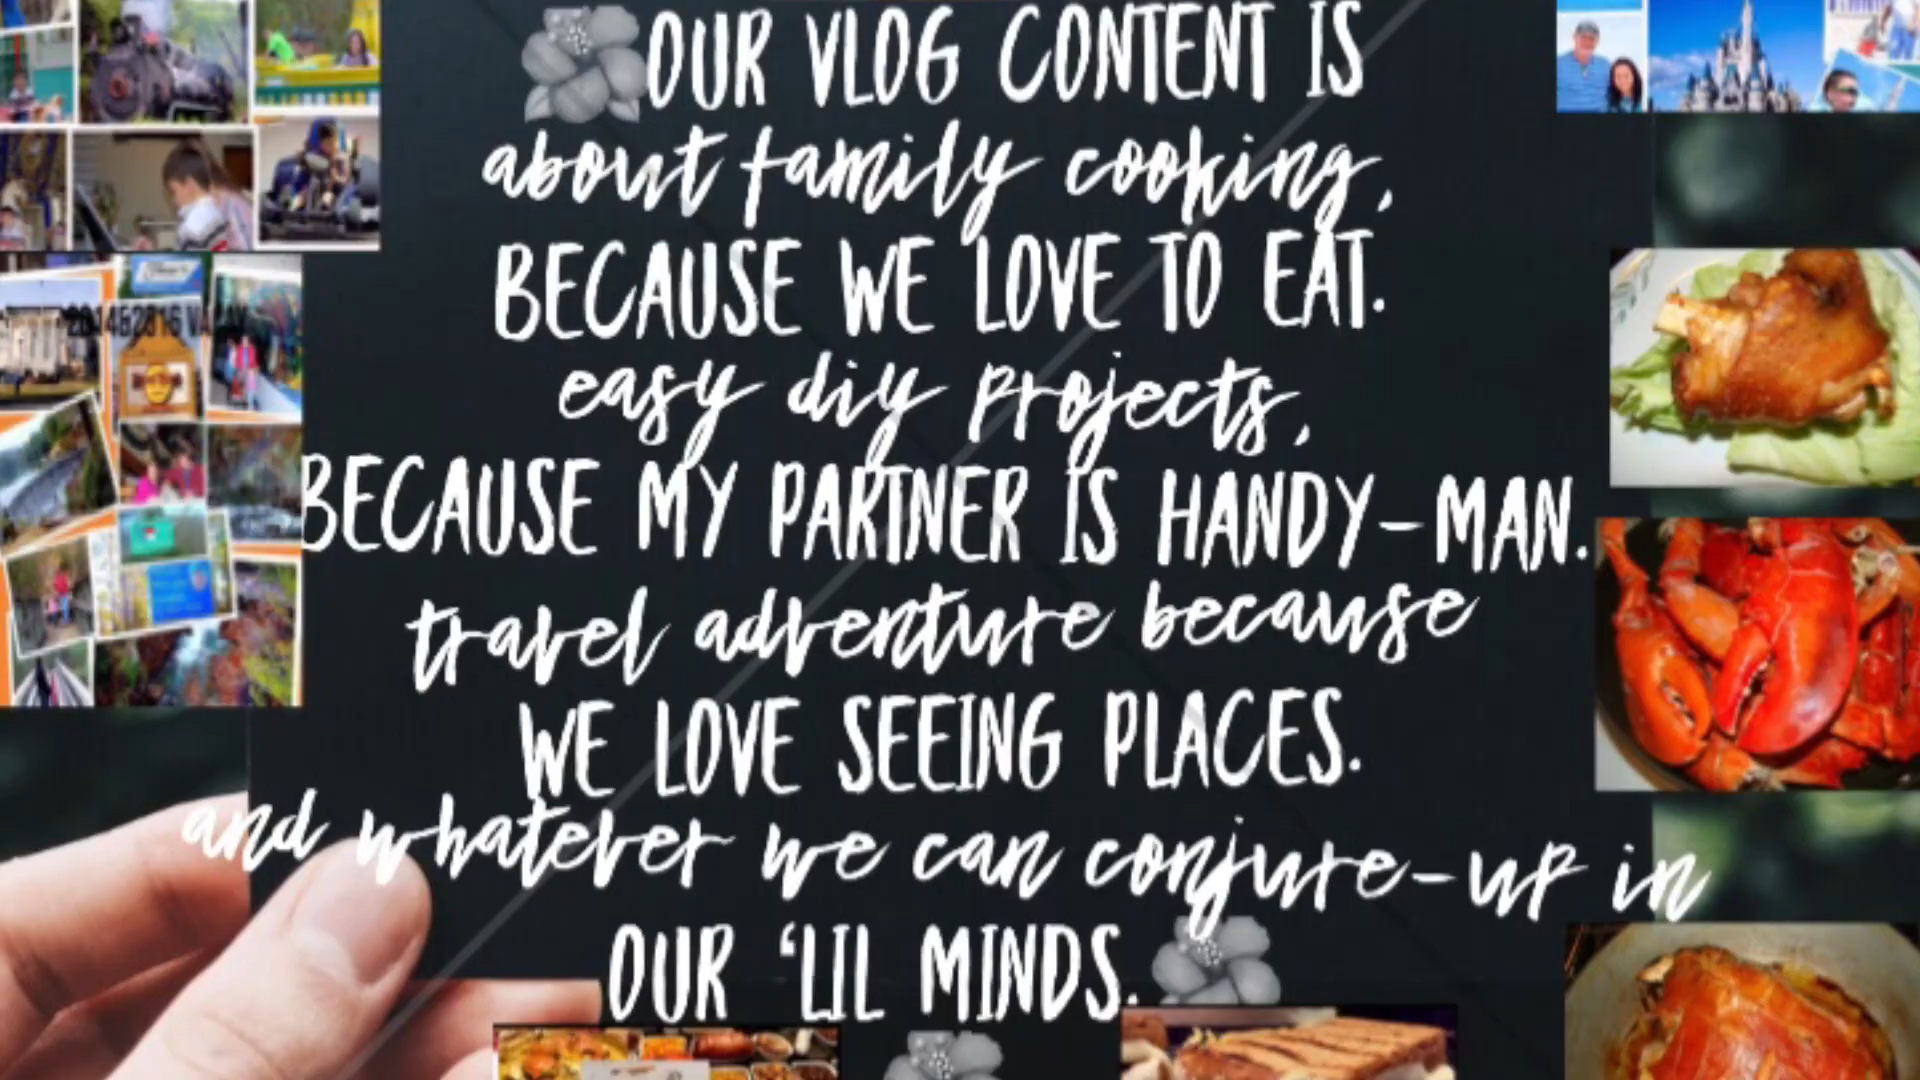 OUR VLOG CONTENT IS
about family cooking,
BECAUSE WE LOVE TO EAT.
easy diy projects,
BECAUSE MY PARTNER IS HANDY-MAN.
travel adventure because
WE LOVE SEEING PLACES.
and whatever we can conjure-up in
OUR ‘LIL MINDS.